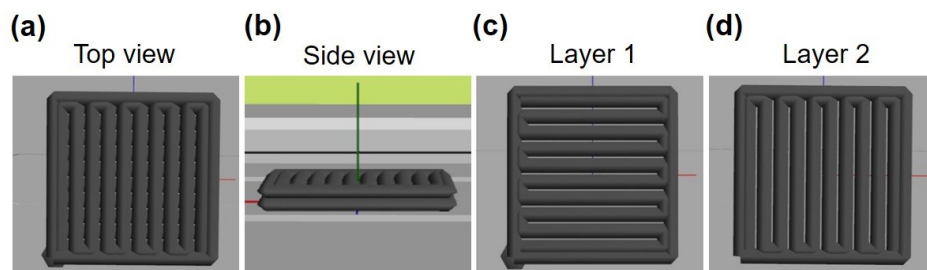 (a)
Top view
(b)
Side view
(c)
Layer 1
(d)
Layer 2